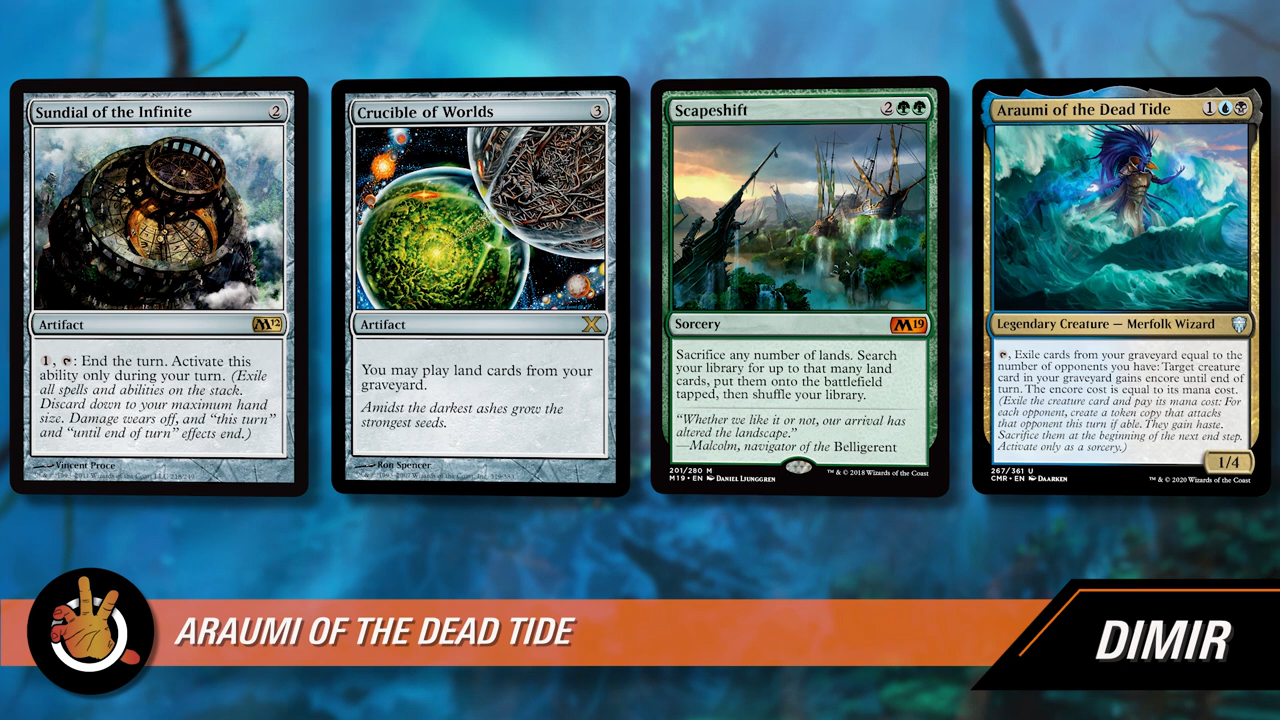 Sundial of the Infinite 2
Artifact M12
1, T: End the turn. Activate this
ability only during your turn. (Exile
all spells and abilities on the stack.
Discard down to your maximum hand
size. Damage wears off, and "this turn"
and "until end of turn" effects end.)
Vincent Proce
Crucible of Worlds 3
Artifact X
You may play land cards from your
graveyard.
Amidst the darkest ashes grow the
strongest seeds.
Ron Spencer
Scapeshift 2
Sorcery M19
Sacrifice any number of lands. Search
your library for up to that many land
cards, put them onto the battlefield
tapped, then shuffle your library.
"Whether we like it or not, our arrival has
altered the landscape."
—Malcolm, navigator of the Belligerent
201/280 M
M19 • EN Daniel Ljunggren
™ & © 2018 Wizards of the Coast
Araumi of the Dead Tide 1
Legendary Creature — Merfolk Wizard
T, Exile cards from your graveyard equal to the
number of opponents you have: Target creature
card in your graveyard gains encore until end of
turn. The encore cost is equal to its mana cost.
(Exile the creature card and pay its mana cost: For
each opponent, create a token copy that attacks
that opponent this turn if able. They gain haste.
Sacrifice them at the beginning of the next end step.
Activate only as a sorcery.)
1/4
267/361 U
CMR • EN Daarken
™ & © 2020 Wizards of the Coast
ARAUMI OF THE DEAD TIDE
DIMIR